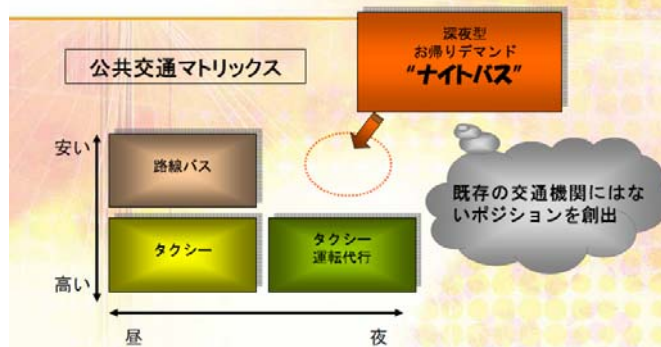 深夜型
お帰りデマンド
“ナイトバス”
公共交通マトリックス
安い
路線バス
既存の交通機関にはな
いポジションを創出
タクシー
タクシー
運転代行
高い
昼
夜